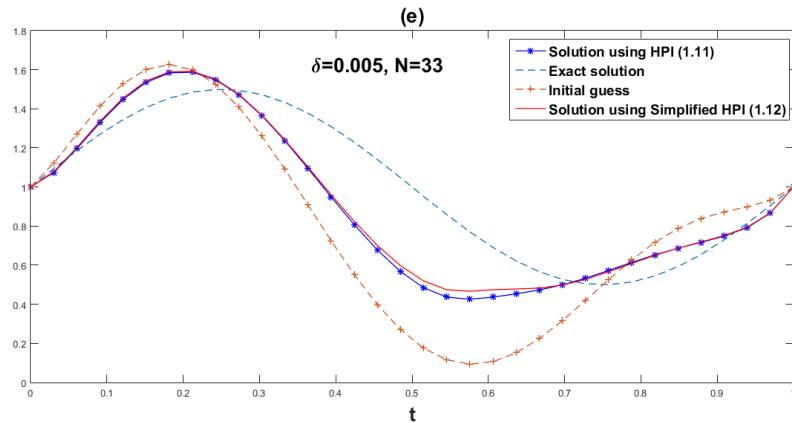 (e)
1.8
1.6
1.4
1.2
1
0.8
0.6
0.4
0.2
0
δ=0.005, N=33
Solution using HPI (1.11)
Exact solution
Initial guess
Solution using Simplified HPI (1.12)
0 0.1 0.2 0.3 0.4 0.5 0.6 0.7 0.8 0.9 1
t